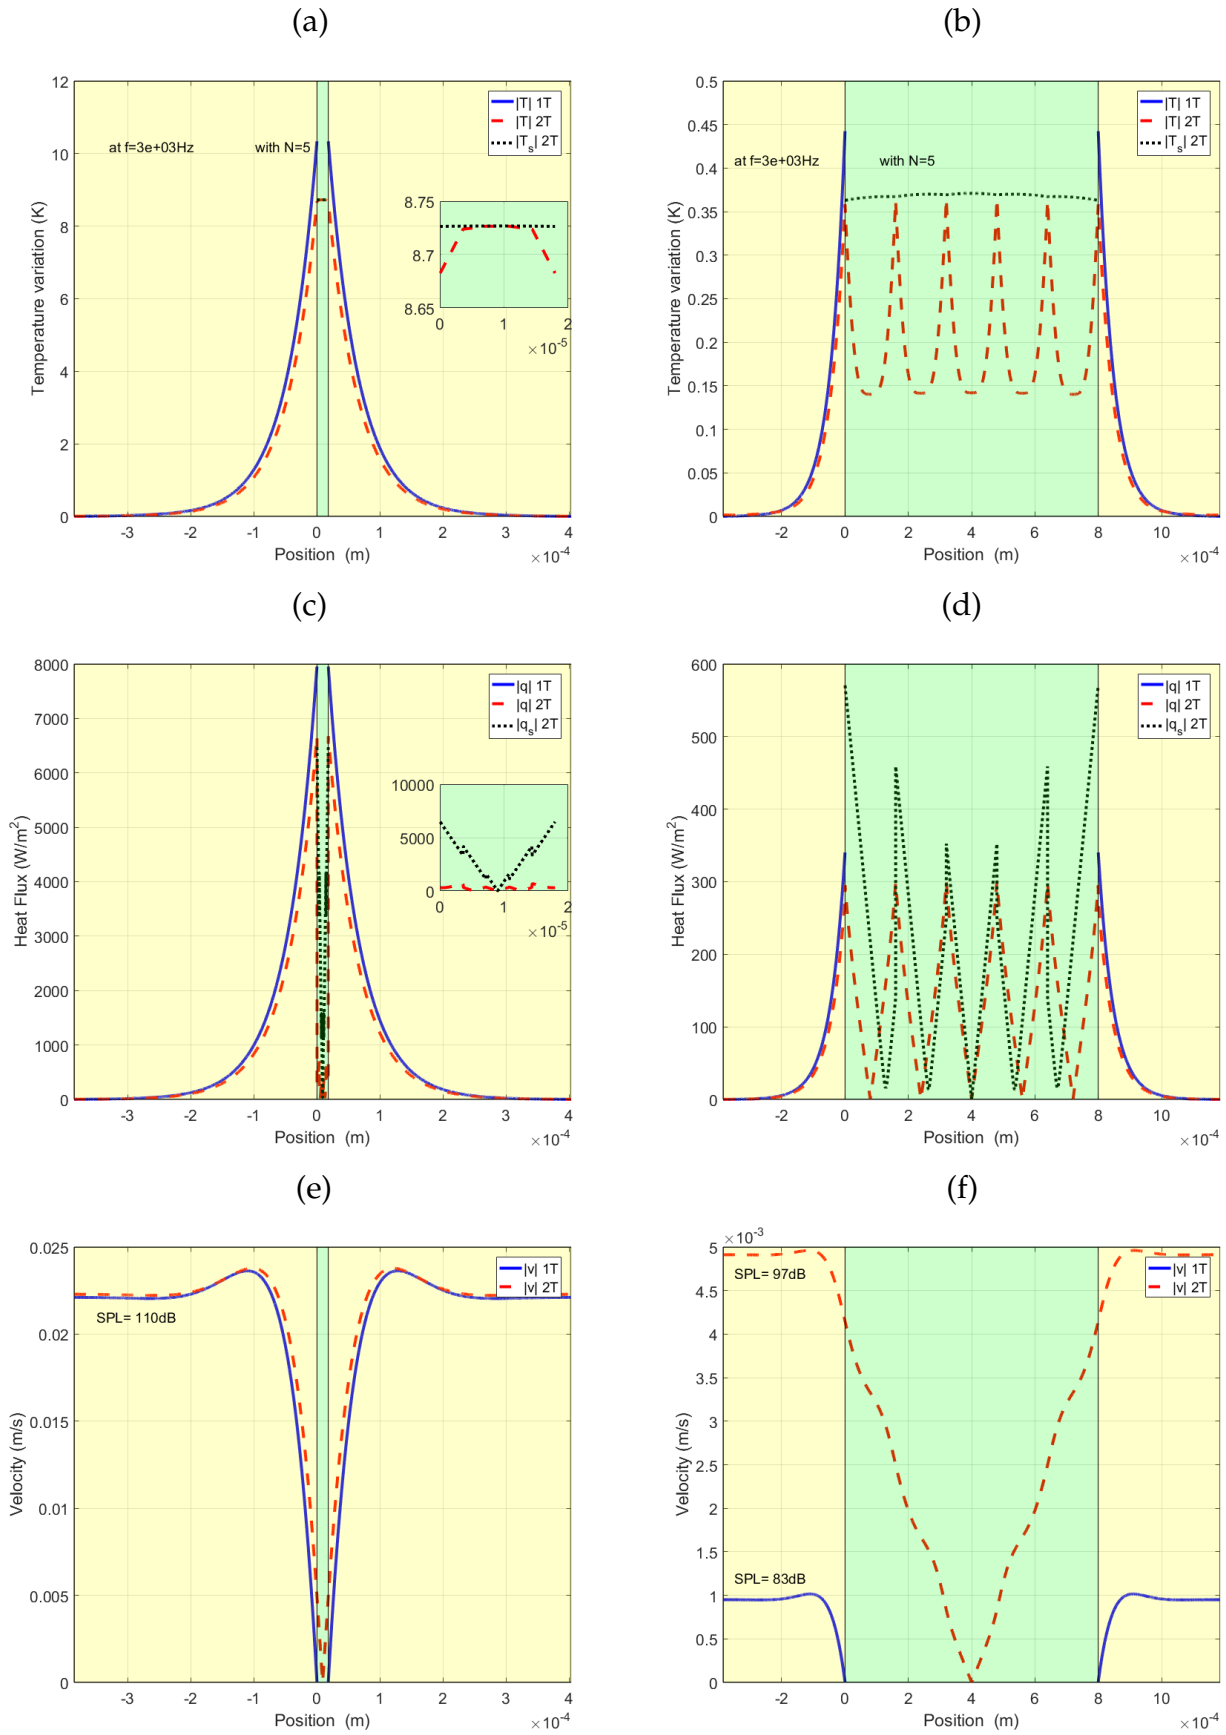 (a)
12
10
8
6
4
2
0
Temperature variation (K)
at f=3e+03Hz
with N=5
|T| 1T
|T| 2T
|T_s| 2T
8.75
8.7
8.65
0 1 2
×10^-5
-3 -2 -1 0 1 2 3 4
Position (m)
×10^-4
(b)
0.5
0.45
0.4
0.35
0.3
0.25
0.2
0.15
0.1
0.05
0
Temperature variation (K)
at f=3e+03Hz
with N=5
|T| 1T
|T| 2T
|T_s| 2T
-2 0 2 4 6 8 10
Position (m)
×10^-4
(c)
8000
7000
6000
5000
4000
3000
2000
1000
0
Heat Flux (W/m²)
|q| 1T
|q| 2T
|q_s| 2T
10000
5000
0
0 1 2
×10^-5
-3 -2 -1 0 1 2 3 4
Position (m)
×10^-4
(d)
600
500
400
300
200
100
0
Heat Flux (W/m²)
|q| 1T
|q| 2T
|q_s| 2T
-2 0 2 4 6 8 10
Position (m)
×10^-4
(e)
0.025
0.02
0.015
0.01
0.005
0
Velocity (m/s)
|v| 1T
|v| 2T
SPL= 110dB
-3 -2 -1 0 1 2 3 4
Position (m)
×10^-4
(f)
×10^-3
5
4.5
4
3.5
3
2.5
2
1.5
1
0.5
0
Velocity (m/s)
|v| 1T
|v| 2T
SPL= 97dB
SPL= 83dB
-2 0 2 4 6 8 10
Position (m)
×10^-4